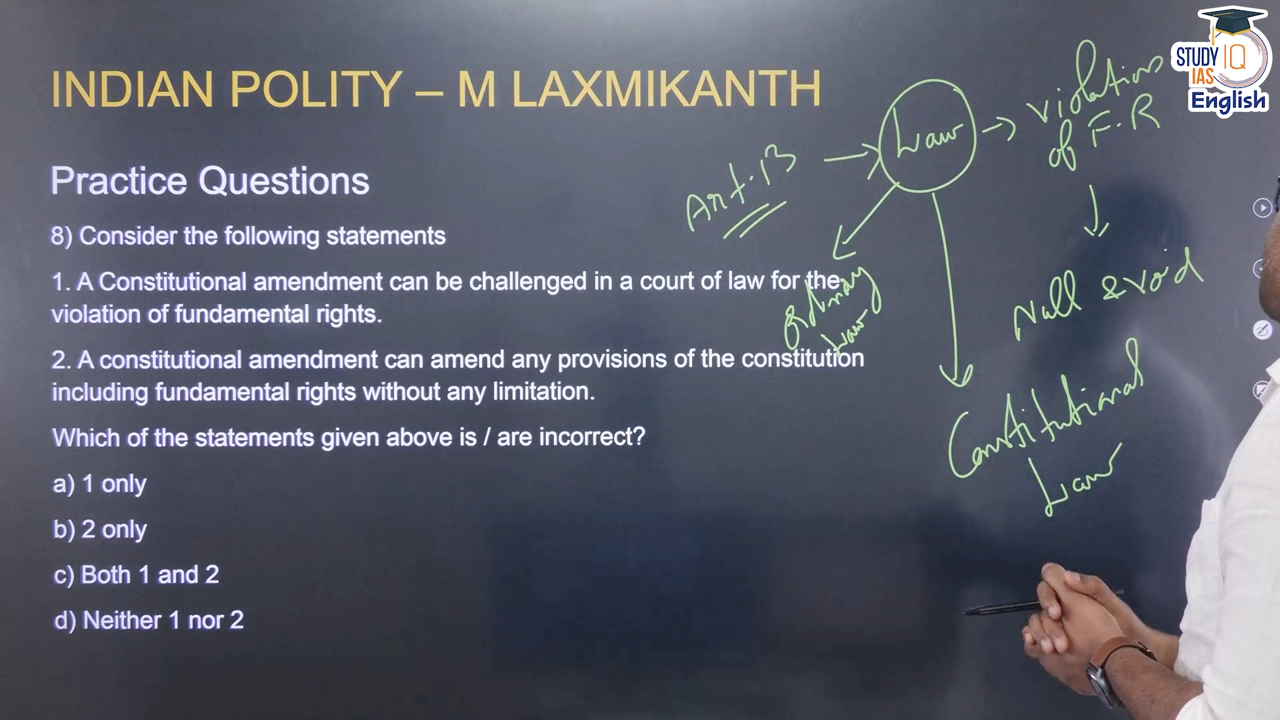 INDIAN POLITY – M LAXMIKANTH
STUDY IQ
IAS
English
Practice Questions
8) Consider the following statements
1. A Constitutional amendment can be challenged in a court of law for the
violation of fundamental rights.
2. A constitutional amendment can amend any provisions of the constitution
including fundamental rights without any limitation.
Which of the statements given above is / are incorrect?
a) 1 only
b) 2 only
c) Both 1 and 2
d) Neither 1 nor 2
Art.13
Law
violation
of F.R
Null & void
Ordinary
Law
Constitutional
Law